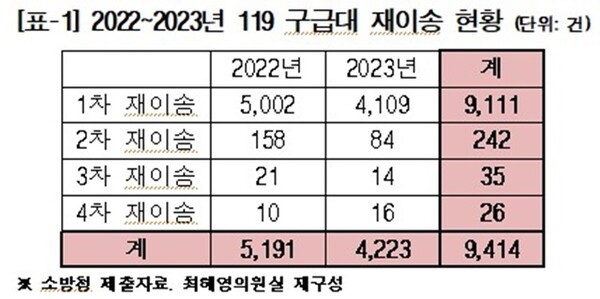 [표-1] 2022~2023년 119 구급대 재이송 현황 (단위: 건)
2022년 2023년 계
1차 재이송 5,002 4,109 9,111
2차 재이송 158 84 242
3차 재이송 21 14 35
4차 재이송 10 16 26
계 5,191 4,223 9,414
※ 소방청 제출자료. 최혜영의원실 재구성